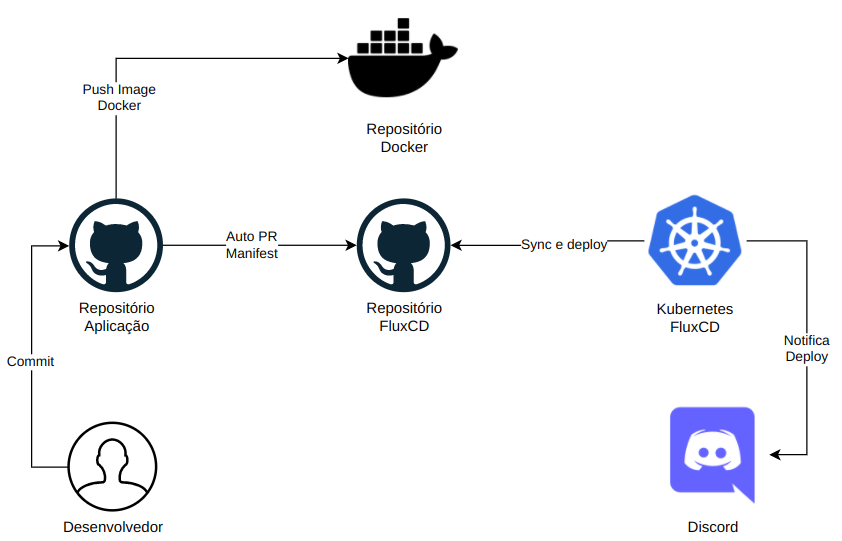 Push Image
Docker
Repositório
Docker
Auto PR
Manifest
Sync e deploy
Repositório
Aplicação
Repositório
FluxCD
Kubernetes
FluxCD
Notifica
Deploy
Commit
Desenvolvedor
Discord